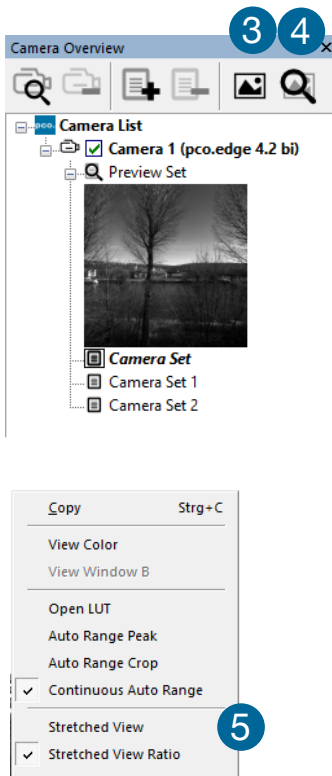 3 4
Camera Overview
pco. Camera List
Camera 1 (pco.edge 4.2 bi)
Preview Set
Camera Set
Camera Set 1
Camera Set 2
Copy Strg+C
View Color
View Window B
Open LUT
Auto Range Peak
Auto Range Crop
Continuous Auto Range
Stretched View 5
Stretched View Ratio